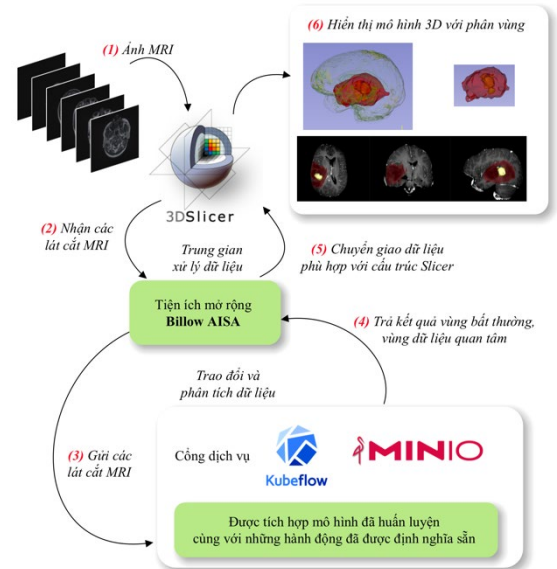 (1) Ảnh MRI
(6) Hiển thị mô hình 3D với phân vùng
3DSlicer
(2) Nhận các
lát cắt MRI
Trung gian
xử lý dữ liệu
(5) Chuyển giao dữ liệu
phù hợp với cấu trúc Slicer
Tiện ích mở rộng
Billow AISA
(4) Trả kết quả vùng bất thường,
vùng dữ liệu quan tâm
Trao đổi và
phân tích dữ liệu
(3) Gửi các
lát cắt MRI
Cổng dịch vụ
Kubeflow
MINIO
Được tích hợp mô hình đã huấn luyện
cùng với những hành động đã được định nghĩa sẵn